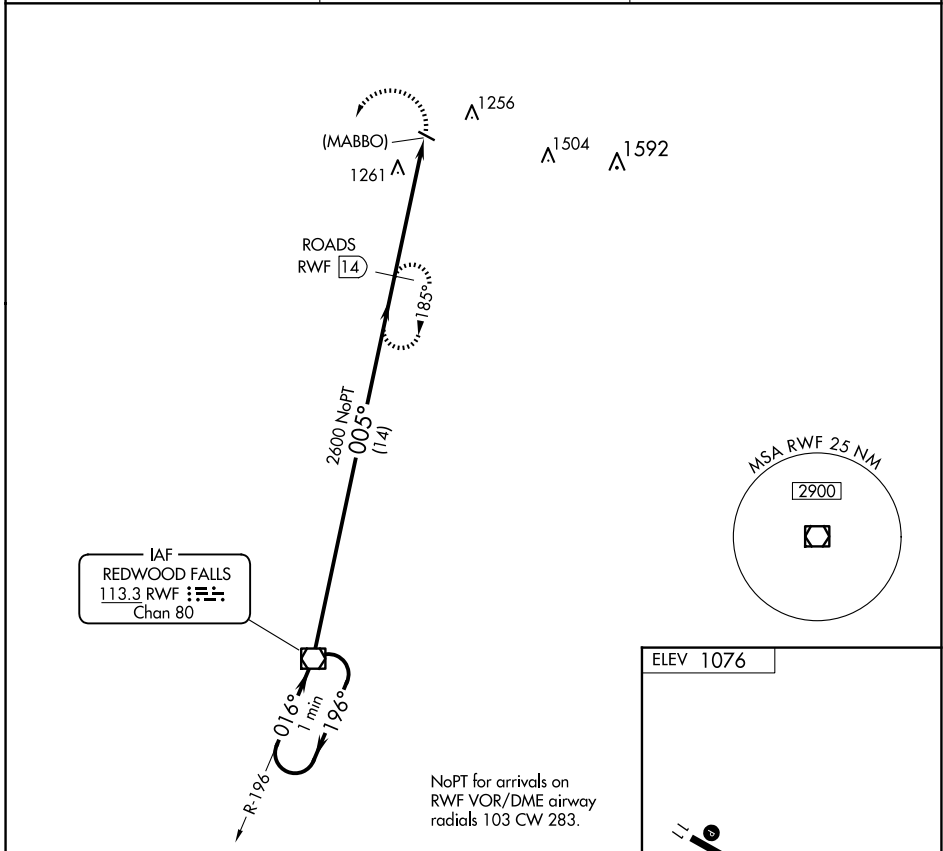 1256
(MABBO)
1504
1592
1261
ROADS
RWF 14
185°
2600 NoPT
005°
(14)
MSA RWF 25 NM
2900
IAF
REDWOOD FALLS
113.3 RWF
Chan 80
016°
1 min
196°
R-196
NoPT for arrivals on
RWF VOR/DME airway
radials 103 CW 283.
ELEV 1076
11
P